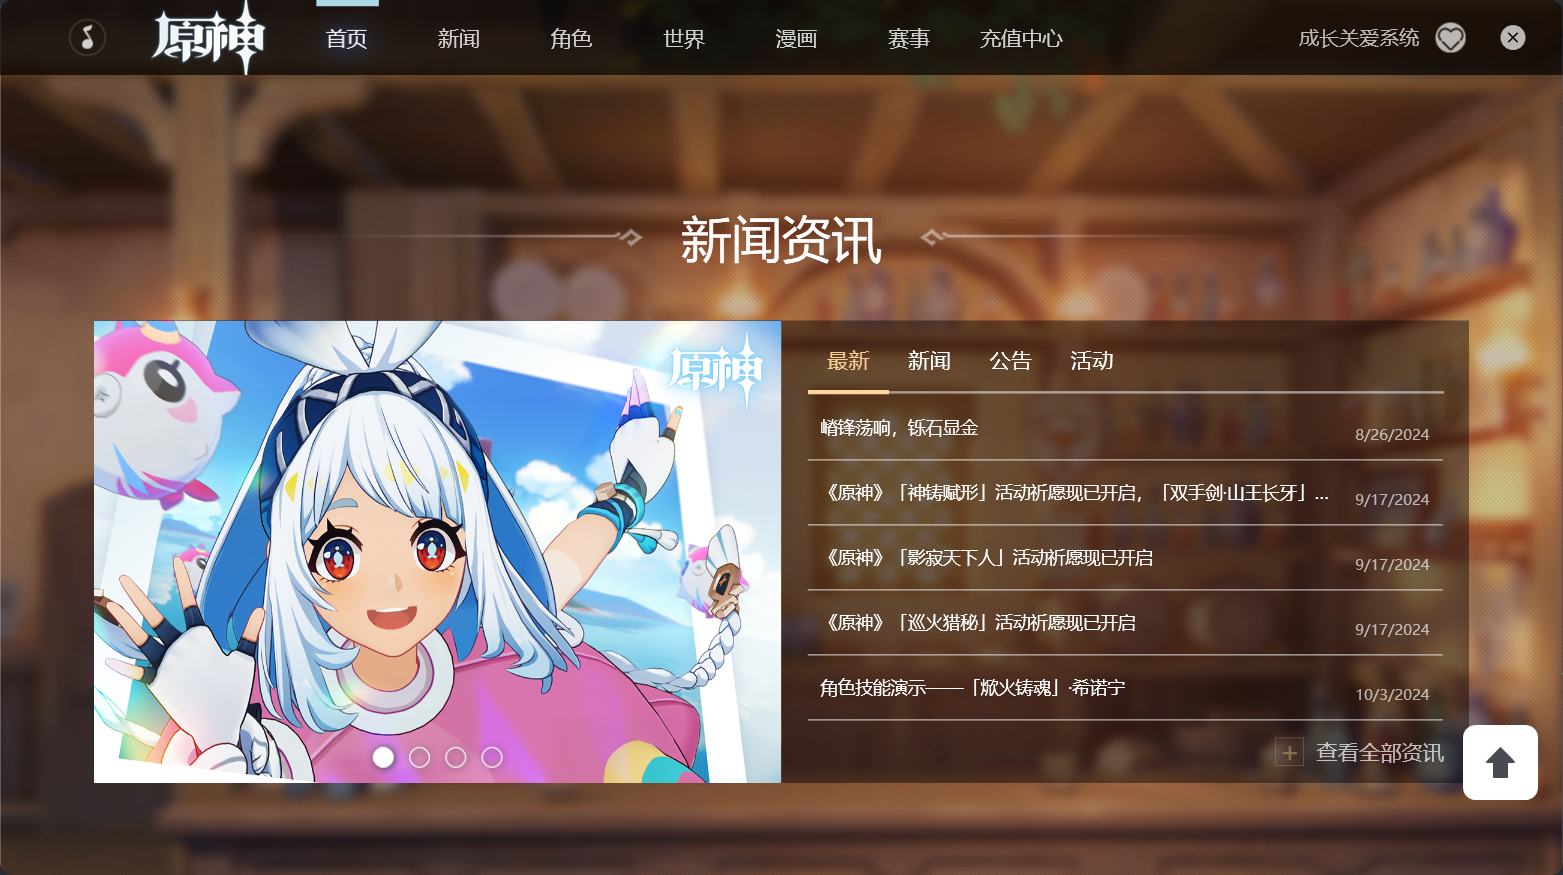 原神
首页 新闻 角色 世界 漫画 赛事 充值中心 成长关爱系统
新闻资讯
原神
最新 新闻 公告 活动
嵴锋荡响，铄石显金 8/26/2024
《原神》「神铸赋形」活动祈愿现已开启，「双手剑·山王长牙」... 9/17/2024
《原神》「影寂天下人」活动祈愿现已开启 9/17/2024
《原神》「巡火猎秘」活动祈愿现已开启 9/17/2024
角色技能演示——「焮火铸魂」·希诺宁 10/3/2024
查看全部资讯